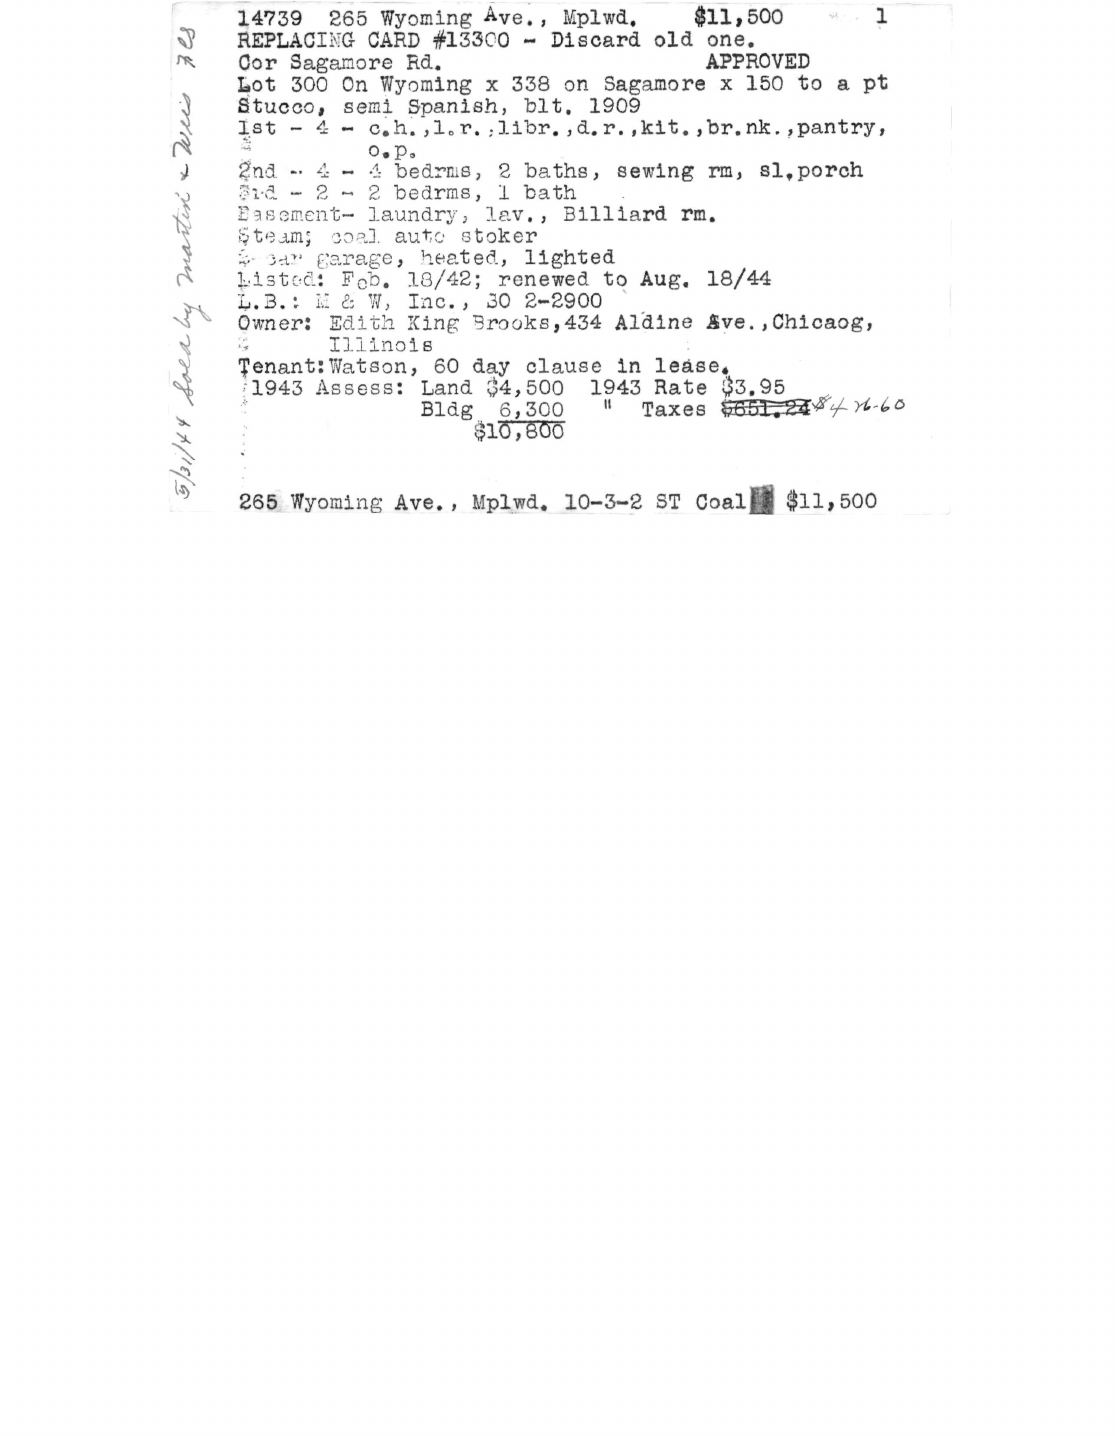 14739 265 Wyoming Ave., Mplwd. $11,500 1
REPLACING CARD #13300 - Discard old one.
Cor Sagamore Rd. APPROVED
Lot 300 On Wyoming x 338 on Sagamore x 150 to a pt
Stucco, semi Spanish, blt. 1909
1st - 4 - c.h.,l.r.,libr.,d.r.,kit.,br.nk.,pantry,
o.p.
2nd - 4 - 4 bedrms, 2 baths, sewing rm, sl.porch
3rd - 2 - 2 bedrms, 1 bath
Basement- laundry, lav., Billiard rm.
Steam; coal auto stoker
car garage, heated, lighted
Listed: Feb. 18/42; renewed to Aug. 18/44
L.B.: M & W, Inc., SO 2-2900
Owner: Edith King Brooks,434 Aldine Ave.,Chicaog,
Illinois
Tenant:Watson, 60 day clause in lease.
1943 Assess: Land $4,500 1943 Rate $3.95
Bldg 6,300 " Taxes $651.24 $426.60
$10,800
265 Wyoming Ave., Mplwd. 10-3-2 ST Coal $11,500
5/31/44 Sold by Martin & Weis